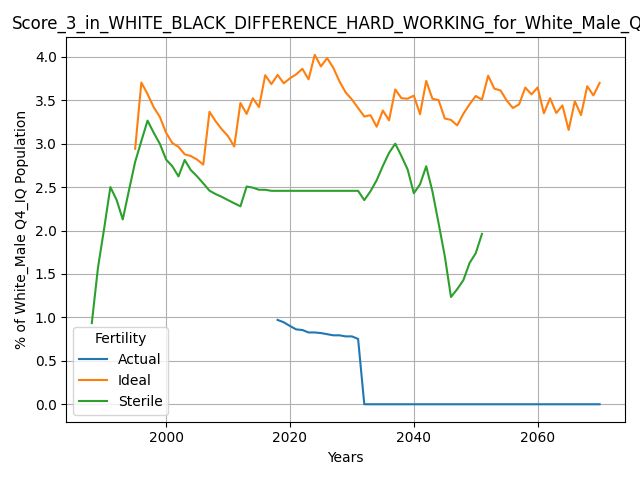 Score_3_in_WHITE_BLACK_DIFFERENCE_HARD_WORKING_for_White_Male_Q
% of White_Male Q4_IQ Population
4.0
3.5
3.0
2.5
2.0
1.5
1.0
0.5
0.0
Fertility
Actual
Ideal
Sterile
2000 2020 2040 2060
Years